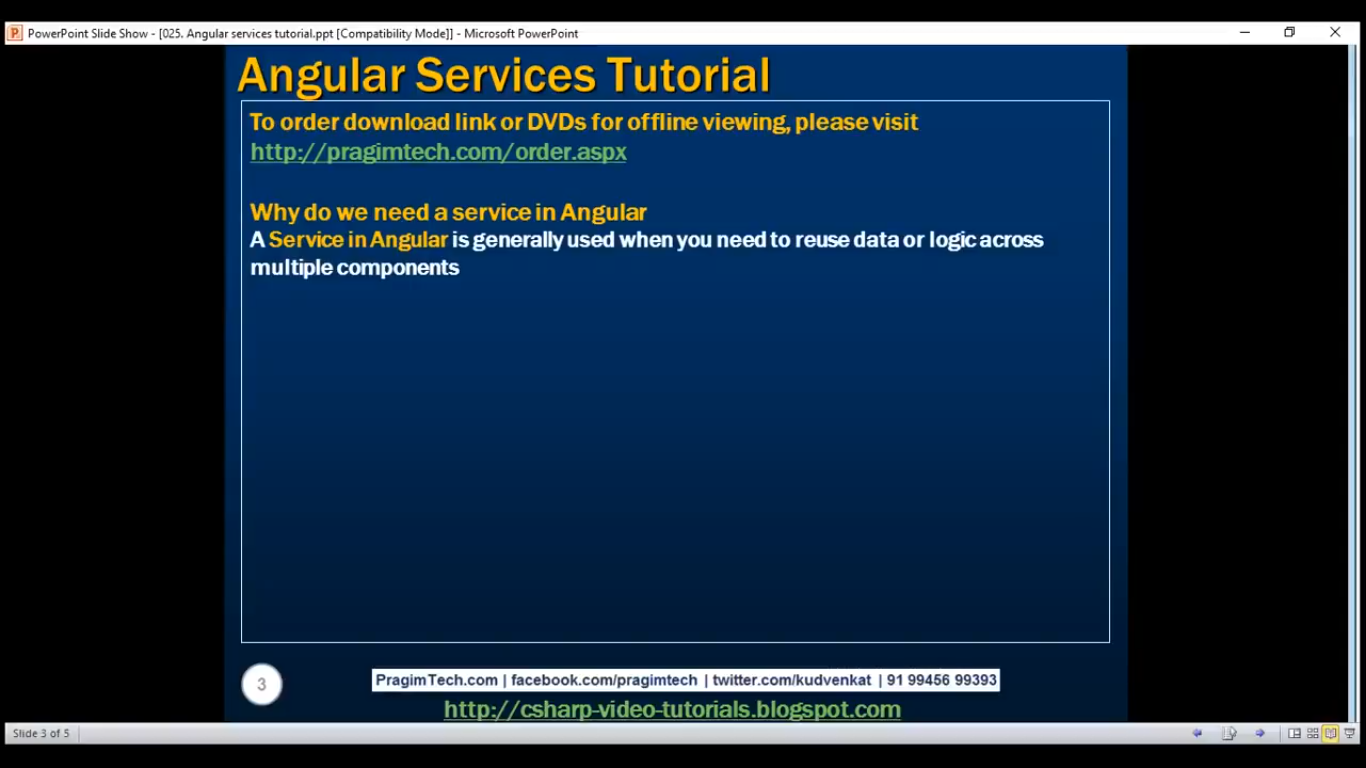 PowerPoint Slide Show - [025. Angular services tutorial.ppt [Compatibility Mode]] - Microsoft PowerPoint
Angular Services Tutorial
To order download link or DVDs for offline viewing, please visit
http://pragimtech.com/order.aspx
Why do we need a service in Angular
A Service in Angular is generally used when you need to reuse data or logic across
multiple components
3
PragimTech.com | facebook.com/pragimtech | twitter.com/kudvenkat | 91 99456 99393
http://csharp-video-tutorials.blogspot.com
Slide 3 of 5